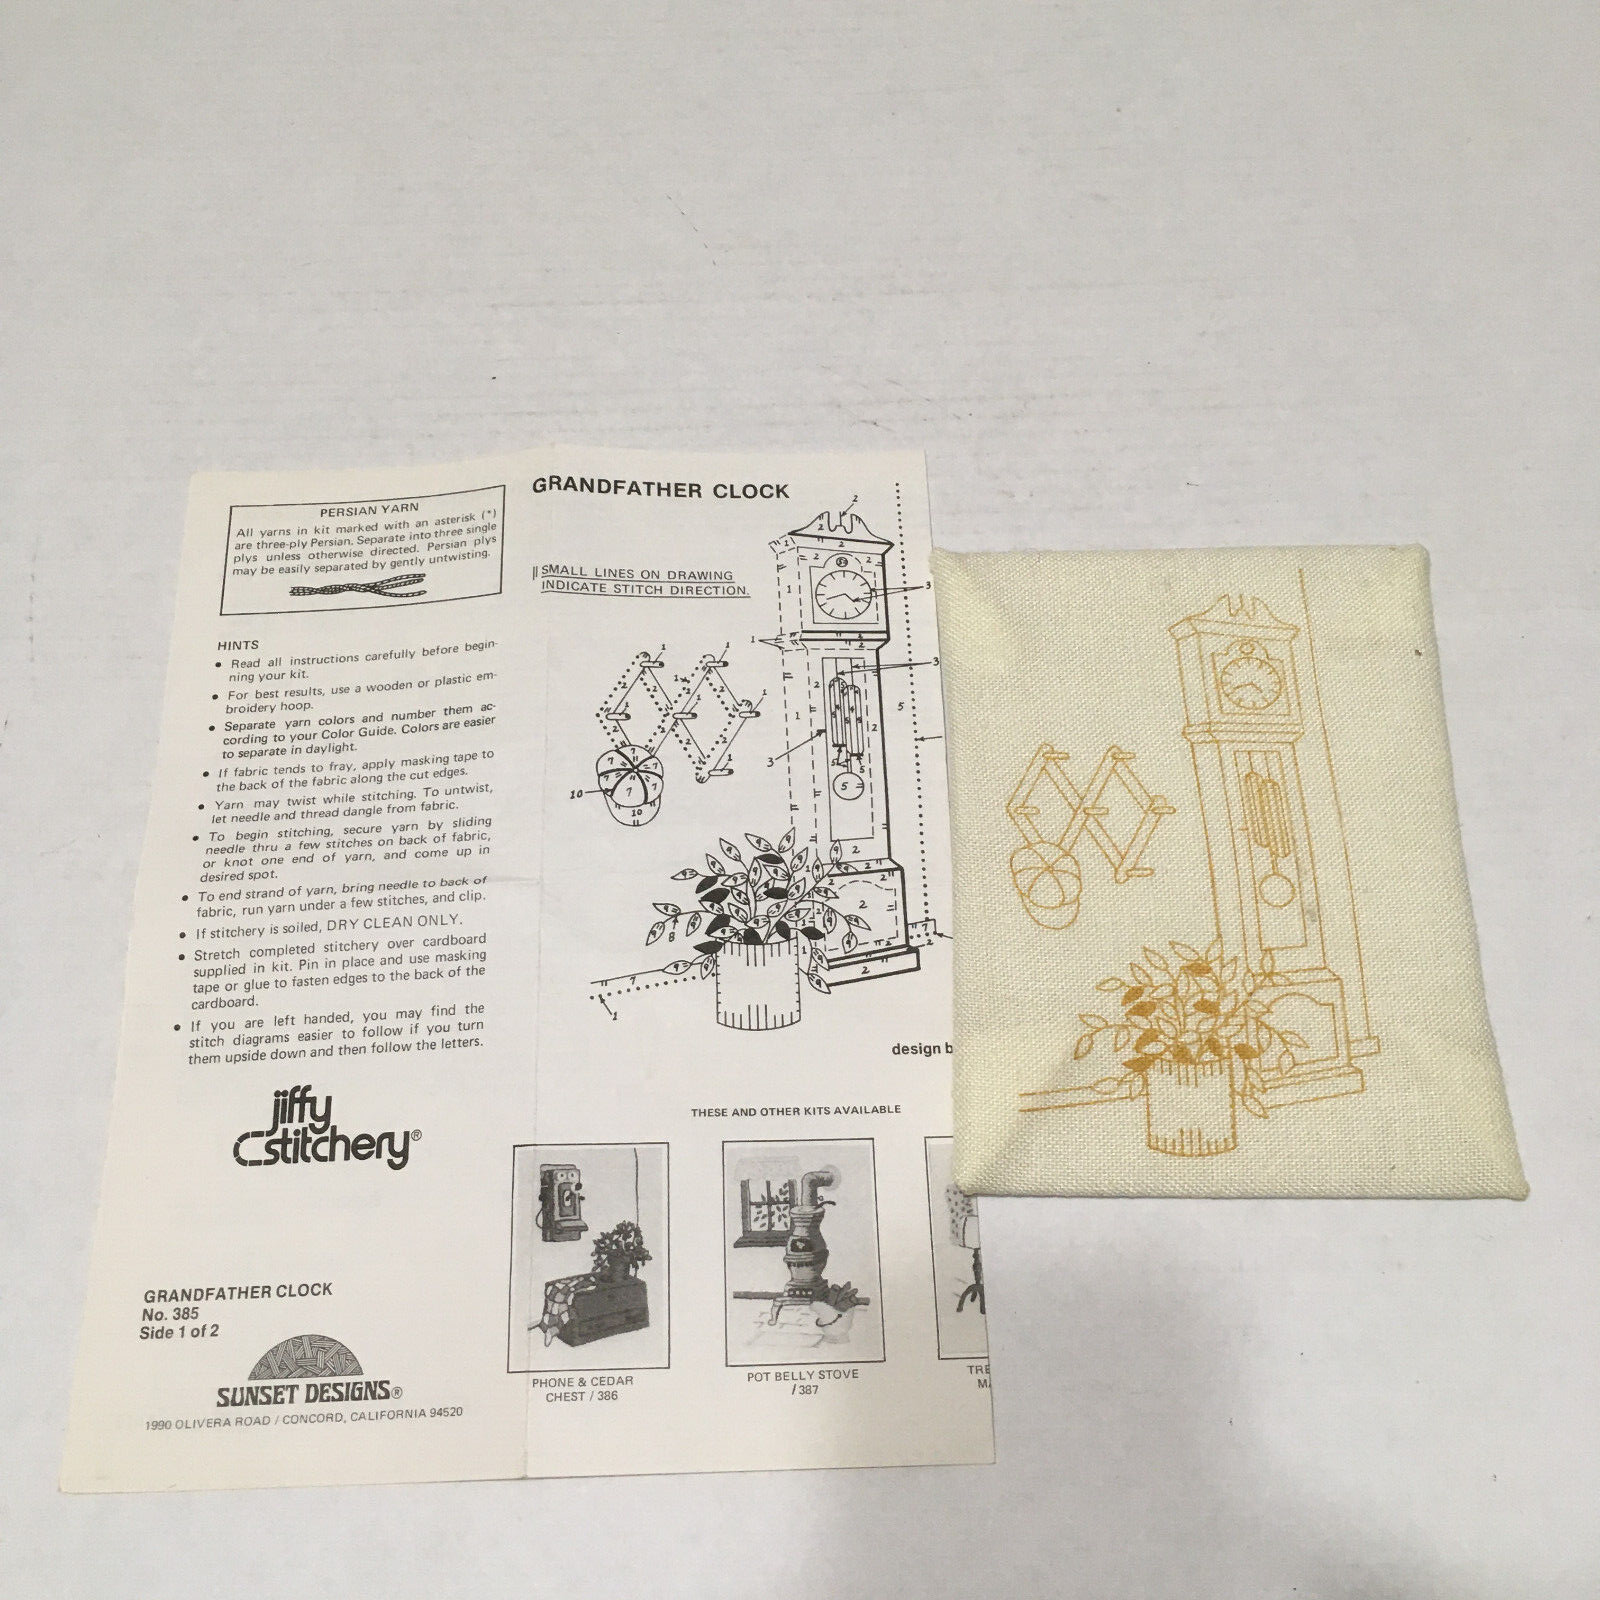 PERSIAN YARN
All yarns in kit marked with an asterisk (*)
are three-ply Persian. Separate into three single
plys unless otherwise directed. Persian plys
may be easily separated by gently untwisting.
HINTS
• Read all instructions carefully before begin-
ning your kit.
• For best results, use a wooden or plastic em-
broidery hoop.
• Separate yarn colors and number them ac-
cording to your Color Guide. Colors are easier
to separate in daylight.
• If fabric tends to fray, apply masking tape to
the back of the fabric along the cut edges.
• Yarn may twist while stitching. To untwist,
let needle and thread dangle from fabric.
• To begin stitching, secure yarn by sliding
needle thru a few stitches on back of fabric,
or knot one end of yarn, and come up in
desired spot.
• To end strand of yarn, bring needle to back of
fabric, run yarn under a few stitches, and clip.
• If stitchery is soiled, DRY CLEAN ONLY.
• Stretch completed stitchery over cardboard
supplied in kit. Pin in place and use masking
tape or glue to fasten edges to the back of the
cardboard.
• If you are left handed, you may find the
stitch diagrams easier to follow if you turn
them upside down and then follow the letters.
jiffy
stitchery®
GRANDFATHER CLOCK
No. 385
Side 1 of 2
SUNSET DESIGNS®
1990 OLIVERA ROAD / CONCORD, CALIFORNIA 94520
GRANDFATHER CLOCK
SMALL LINES ON DRAWING
INDICATE STITCH DIRECTION.
design b
THESE AND OTHER KITS AVAILABLE
PHONE & CEDAR
CHEST / 386
POT BELLY STOVE
/ 387
TRE
MA